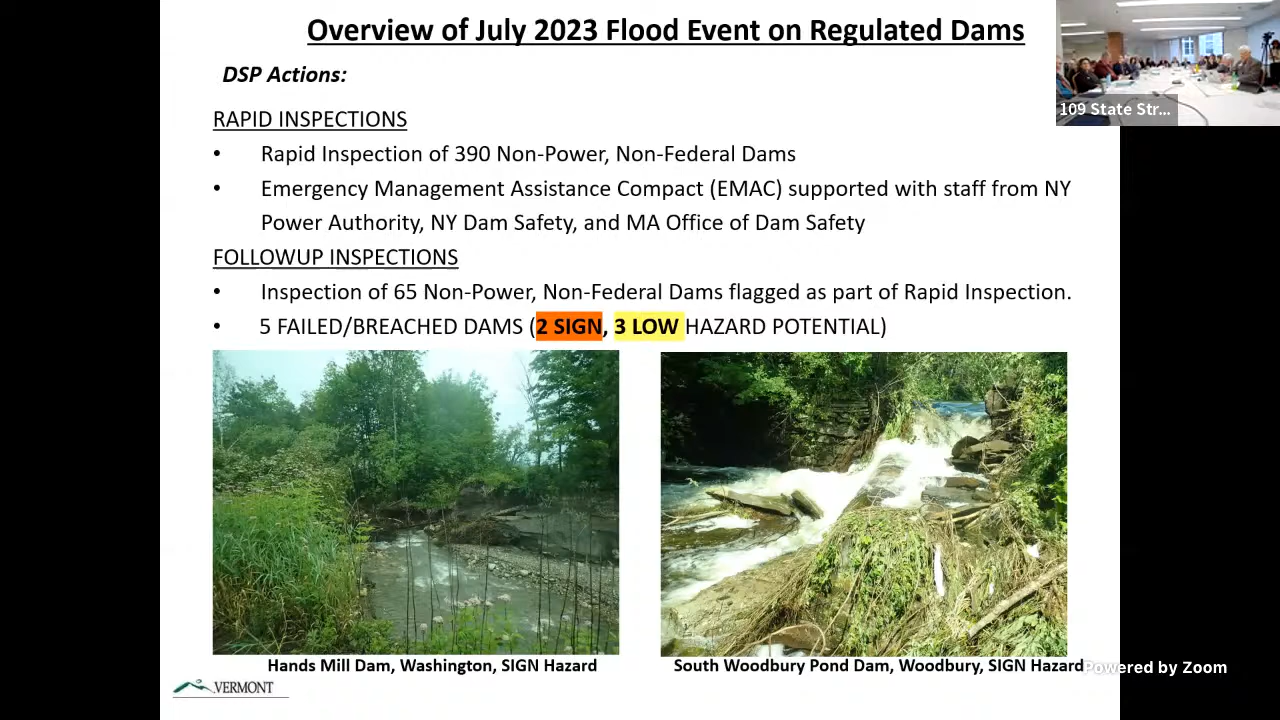 Overview of July 2023 Flood Event on Regulated Dams
109 State Str...
DSP Actions:
RAPID INSPECTIONS
• Rapid Inspection of 390 Non-Power, Non-Federal Dams
• Emergency Management Assistance Compact (EMAC) supported with staff from NY
Power Authority, NY Dam Safety, and MA Office of Dam Safety
FOLLOWUP INSPECTIONS
• Inspection of 65 Non-Power, Non-Federal Dams flagged as part of Rapid Inspection.
• 5 FAILED/BREACHED DAMS (2 SIGN, 3 LOW HAZARD POTENTIAL)
Hands Mill Dam, Washington, SIGN Hazard
South Woodbury Pond Dam, Woodbury, SIGN Hazard
Powered by Zoom
VERMONT